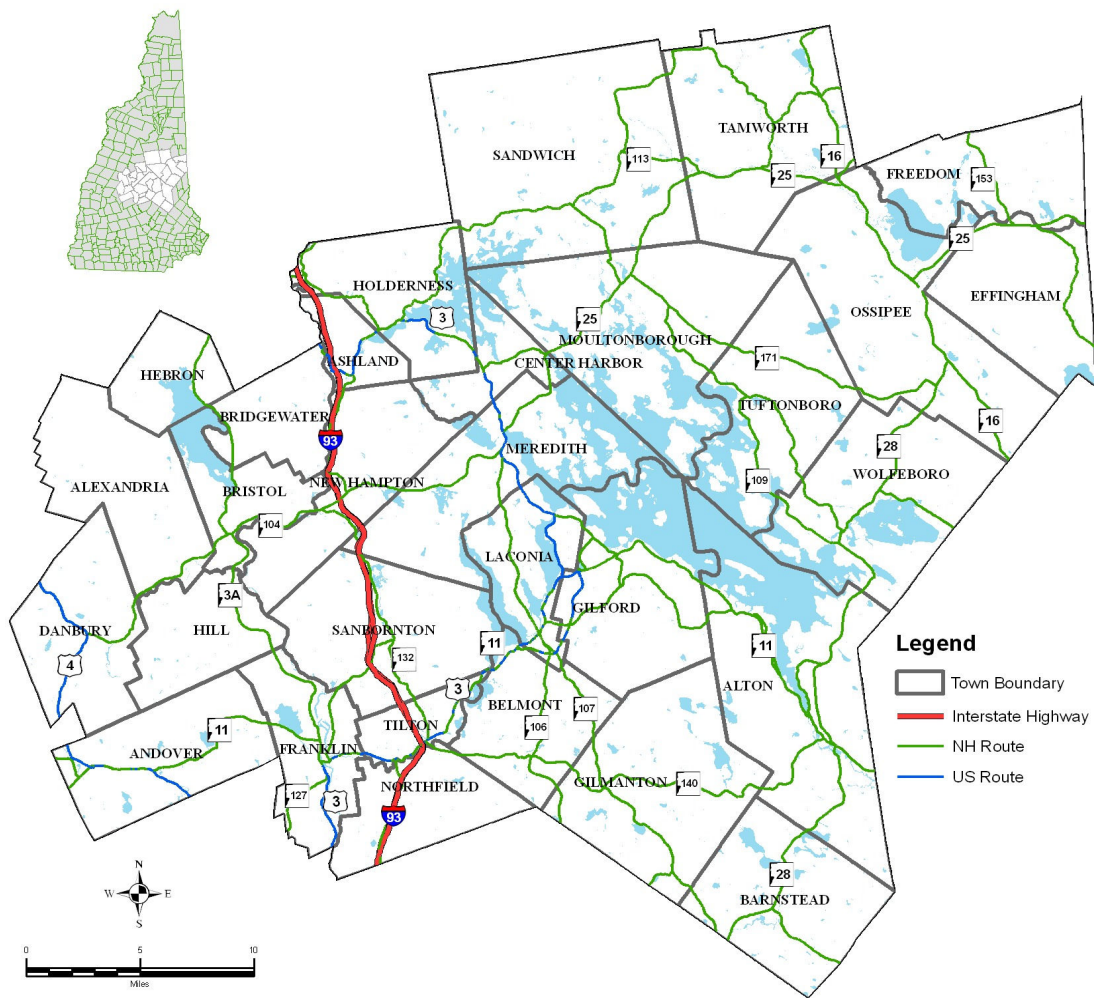 TAMWORTH
SANDWICH
113
16
25
FREEDOM
153
25
EFFINGHAM
HOLDERNESS
3
25
OSSIPEE
MOULTONBOROUGH
ASHLAND
CENTER HARBOR
171
HEBRON
TUFTONBORO
BRIDGEWATER
16
93
28
MEREDITH
WOLFEBORO
ALEXANDRIA
NEW HAMPTON
109
BRISTOL
104
LACONIA
3A
GILFORD
DANBURY
HILL
SANBORNTON
11
11
Legend
4
132
Town Boundary
3
ALTON
BELMONT
107
Interstate Highway
11
TILTON
106
ANDOVER
FRANKLIN
NH Route
NORTHFIELD
GILMANTON
140
US Route
127
3
93
N
W
E
S
28
BARNSTEAD
0
5
10
Miles